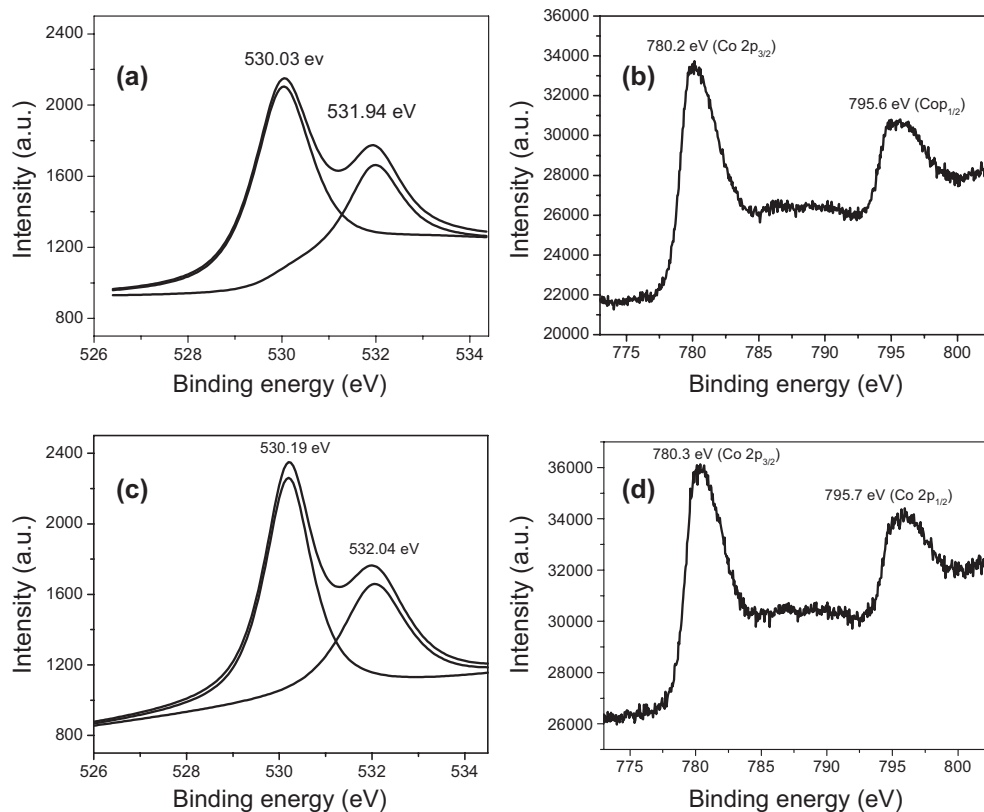 (a)
530.03 ev
531.94 eV
2400
2000
1600
1200
800
Intensity (a.u.)
526 528 530 532 534
Binding energy (eV)
(b)
780.2 eV (Co 2p3/2)
795.6 eV (Cop1/2)
36000
34000
32000
30000
28000
26000
24000
22000
20000
Intensity (a.u.)
775 780 785 790 795 800
Binding energy (eV)
(c)
530.19 eV
532.04 eV
2400
2000
1600
1200
800
Intensity (a.u.)
526 528 530 532 534
Binding energy (eV)
(d)
780.3 eV (Co 2p3/2)
795.7 eV (Co 2p1/2)
36000
34000
32000
30000
28000
26000
Intensity (a.u.)
775 780 785 790 795 800
Binding energy (eV)